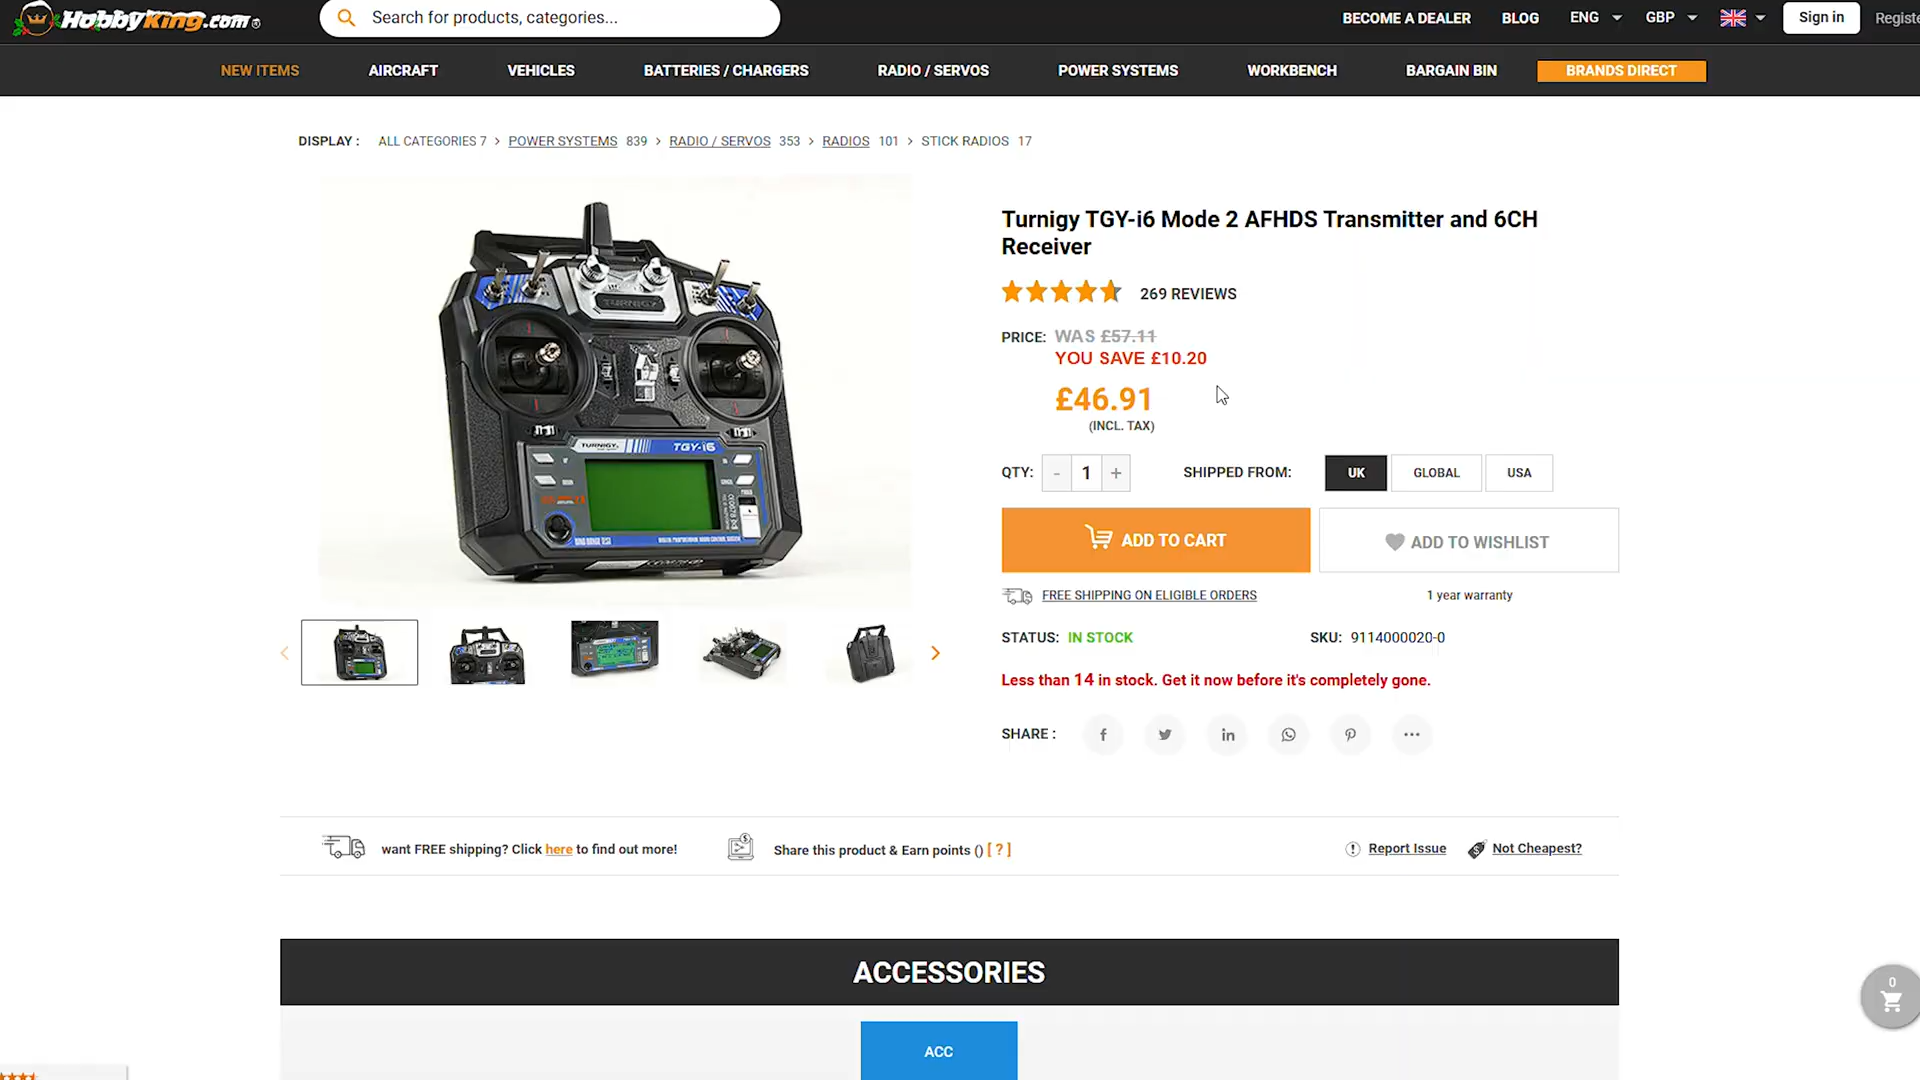 HobbyKing.com®
Search for products, categories...
BECOME A DEALER
BLOG
ENG
GBP
Sign in
NEW ITEMS
AIRCRAFT
VEHICLES
BATTERIES / CHARGERS
RADIO / SERVOS
POWER SYSTEMS
WORKBENCH
BARGAIN BIN
BRANDS DIRECT
DISPLAY : ALL CATEGORIES 7 > POWER SYSTEMS 839 > RADIO / SERVOS 353 > RADIOS 101 > STICK RADIOS 17
TURNIGY
TURNIGY
TGY-i6
Turnigy TGY-i6 Mode 2 AFHDS Transmitter and 6CH
Receiver
269 REVIEWS
PRICE: WAS £57.11
YOU SAVE £10.20
£46.91
(INCL. TAX)
QTY: - 1 +
SHIPPED FROM: UK GLOBAL USA
ADD TO CART
ADD TO WISHLIST
FREE SHIPPING ON ELIGIBLE ORDERS
1 year warranty
STATUS: IN STOCK
SKU: 9114000020-0
Less than 14 in stock. Get it now before it's completely gone.
SHARE :
want FREE shipping? Click here to find out more!
Share this product & Earn points () [ ? ]
Report Issue
Not Cheapest?
ACCESSORIES
0
ACC